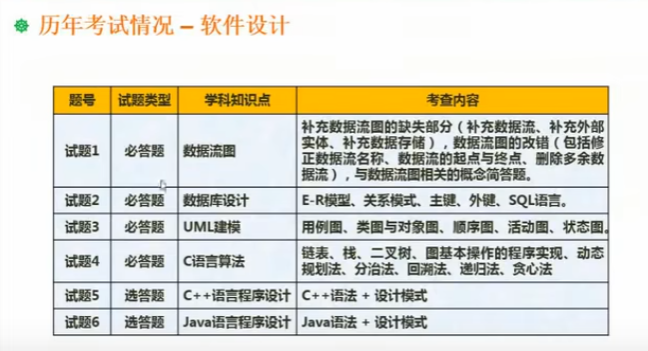 历年考试情况 – 软件设计
题号 试题类型 学科知识点 考查内容
试题1 必答题 数据流图 补充数据流图的缺失部分（补充数据流、补充外部
实体、补充数据存储），数据流图的改错（包括修
正数据流名称、数据流的起点与终点、删除多余数
据流），与数据流图相关的概念简答题。
试题2 必答题 数据库设计 E-R模型、关系模式、主键、外键、SQL语言。
试题3 必答题 UML建模 用例图、类图与对象图、顺序图、活动图、状态图。
试题4 必答题 C语言算法 链表、栈、二叉树、图基本操作的程序实现、动态
规划法、分治法、回溯法、递归法、贪心法
试题5 选答题 C++语言程序设计 C++语法 + 设计模式
试题6 选答题 Java语言程序设计 Java语法 + 设计模式